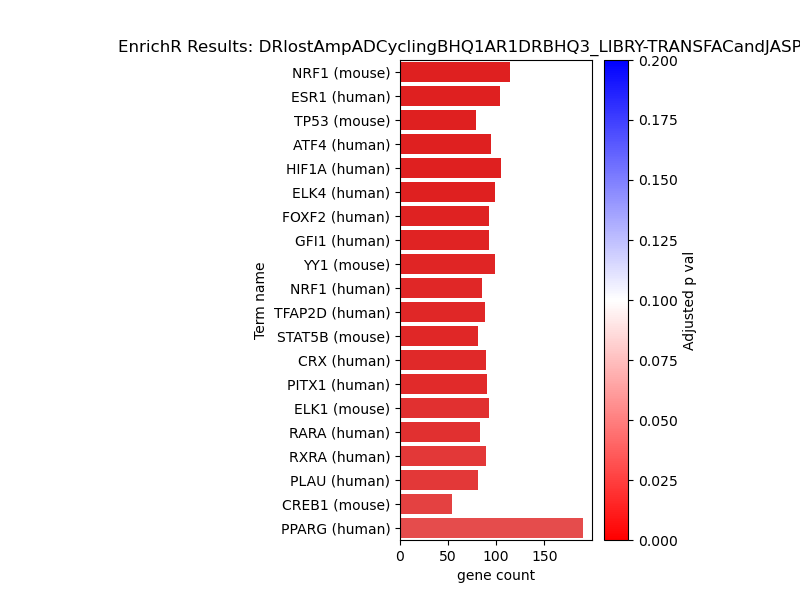 EnrichR Results: DRlostAmpADCyclingBHQ1AR1DRBHQ3_LIBRY-TRANSFACandJASP
NRF1 (mouse)
ESR1 (human)
TP53 (mouse)
ATF4 (human)
HIF1A (human)
ELK4 (human)
FOXF2 (human)
GFI1 (human)
YY1 (mouse)
NRF1 (human)
TFAP2D (human)
STAT5B (mouse)
CRX (human)
PITX1 (human)
ELK1 (mouse)
RARA (human)
RXRA (human)
PLAU (human)
CREB1 (mouse)
PPARG (human)
Term name
0 50 100 150
gene count
0.200
0.175
0.150
0.125
0.100
0.075
0.050
0.025
0.000
Adjusted p val